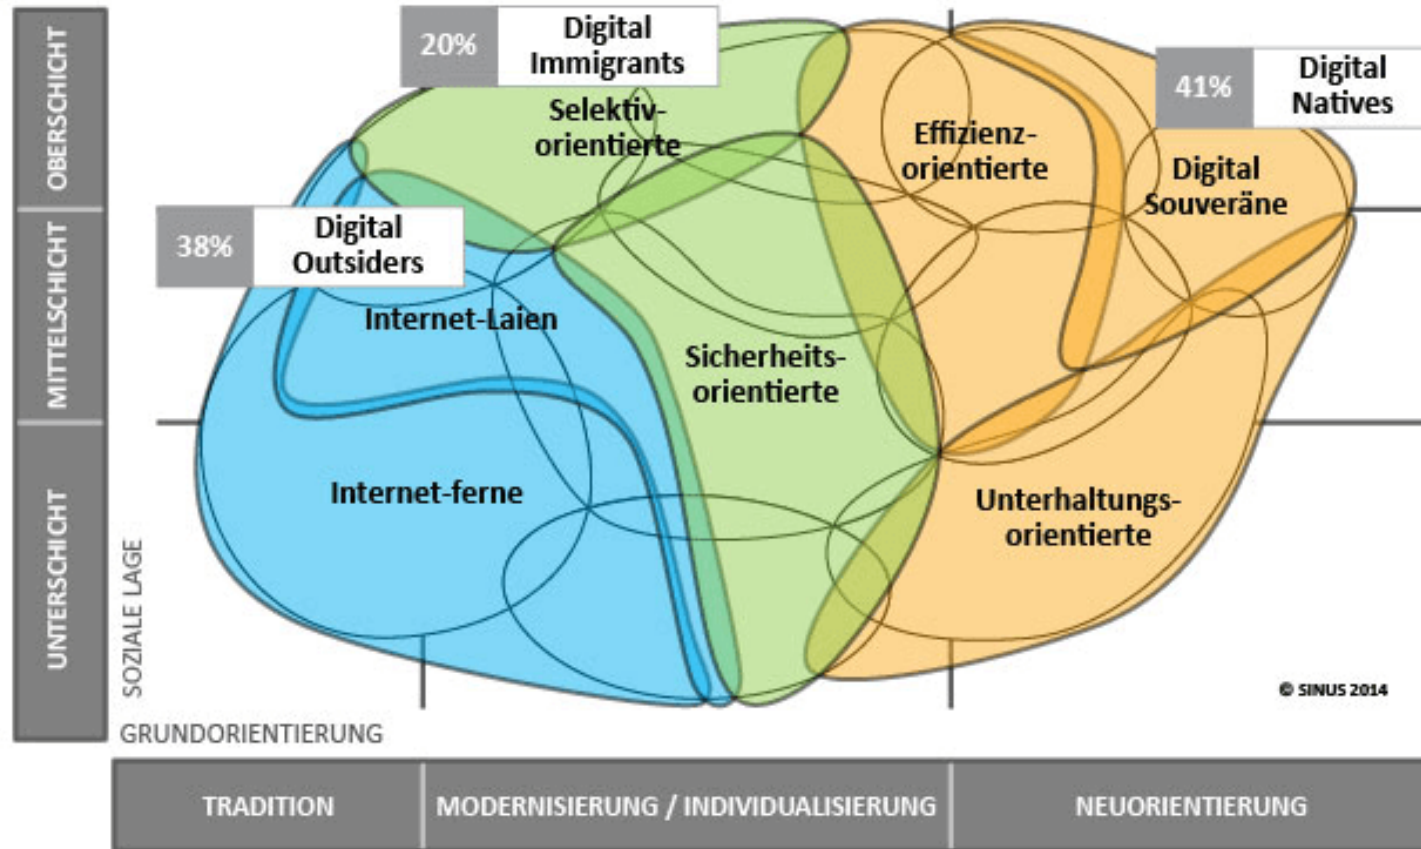 OBERSCHICHT
MITTELSCHICHT
UNTERSCHICHT
SOZIALE LAGE
20%
Digital
Immigrants
41%
Digital
Natives
38%
Digital
Outsiders
Selektiv-
orientierte
Effizienz-
orientierte
Digital
Souveräne
Internet-Laien
Sicherheits-
orientierte
Internet-ferne
Unterhaltungs-
orientierte
© SINUS 2014
GRUNDORIENTIERUNG
TRADITION
MODERNISIERUNG / INDIVIDUALISIERUNG
NEUORIENTIERUNG